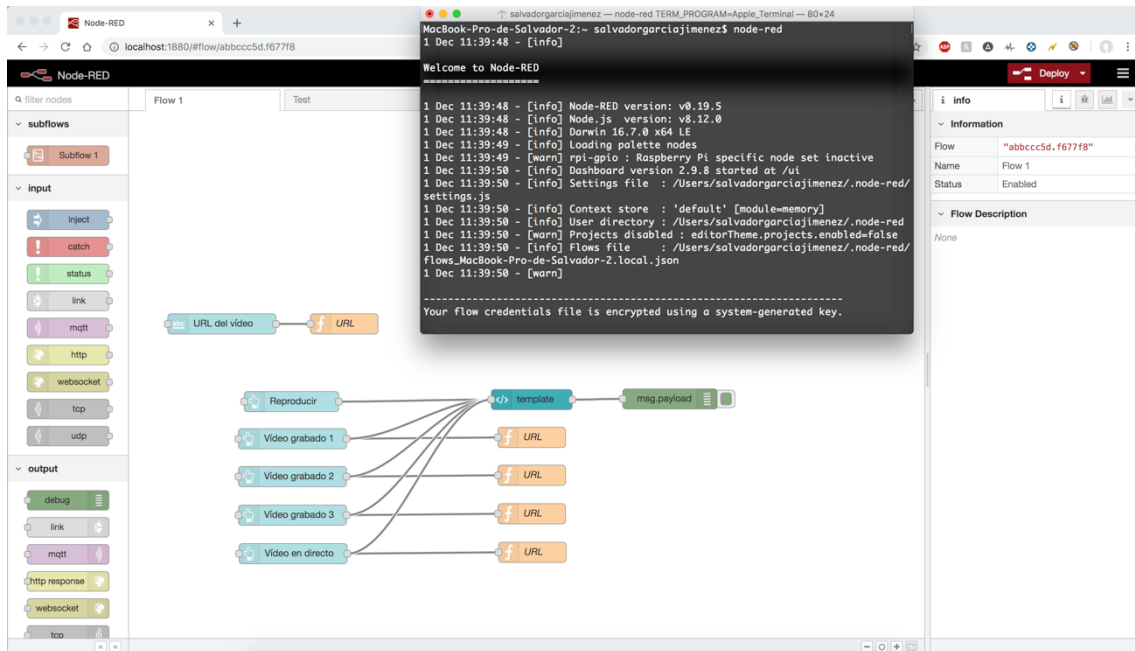 Node-RED
salvadorgarciajimenez — node-red TERM_PROGRAM=Apple_Terminal — 80×24
localhost:1880/#flow/abbccc5d.f677f8
ABP
Node-RED
Deploy
MacBook-Pro-de-Salvador-2:~ salvadorgarciajimenez$ node-red
1 Dec 11:39:48 - [info]
Welcome to Node-RED
===================
1 Dec 11:39:48 - [info] Node-RED version: v0.19.5
1 Dec 11:39:48 - [info] Node.js  version: v8.12.0
1 Dec 11:39:48 - [info] Darwin 16.7.0 x64 LE
1 Dec 11:39:49 - [info] Loading palette nodes
1 Dec 11:39:49 - [warn] rpi-gpio : Raspberry Pi specific node set inactive
1 Dec 11:39:50 - [info] Dashboard version 2.9.8 started at /ui
1 Dec 11:39:50 - [info] Settings file  : /Users/salvadorgarciajimenez/.node-red/
settings.js
1 Dec 11:39:50 - [info] Context store  : 'default' [module=memory]
1 Dec 11:39:50 - [info] User directory : /Users/salvadorgarciajimenez/.node-red
1 Dec 11:39:50 - [warn] Projects disabled : editorTheme.projects.enabled=false
1 Dec 11:39:50 - [info] Flows file     : /Users/salvadorgarciajimenez/.node-red/
flows_MacBook-Pro-de-Salvador-2.local.json
1 Dec 11:39:50 - [warn]
---------------------------------------------------------------------
Your flow credentials file is encrypted using a system-generated key.
filter nodes
subflows
Subflow 1
input
inject
catch
status
link
mqtt
http
websocket
tcp
udp
output
debug
link
mqtt
http response
websocket
tcp
Flow 1
Test
abc
URL del vídeo
f URL
Reproducir
</> template
msg.payload
Vídeo grabado 1
f URL
Vídeo grabado 2
f URL
Vídeo grabado 3
f URL
Vídeo en directo
f URL
i info
i
Information
Flow "abbccc5d.f677f8"
Name Flow 1
Status Enabled
Flow Description
None